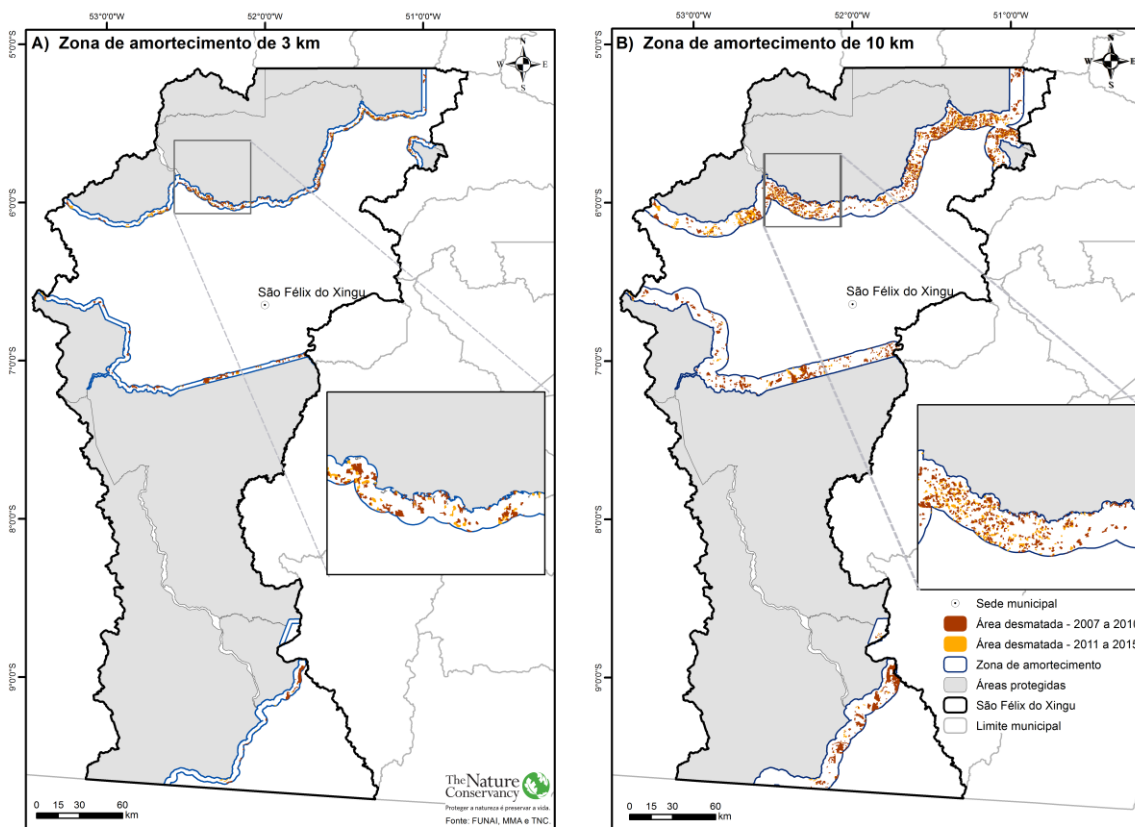 53°0'0"W
52°0'0"W
51°0'0"W
5°0'0"S
6°0'0"S
7°0'0"S
8°0'0"S
9°0'0"S
A) Zona de amortecimento de 3 km
N
W
E
S
São Félix do Xingu
The Nature
Conservancy
Proteger a natureza é preservar a vida.
Fonte: FUNAI, MMA e TNC.
0 15 30 60
km
53°0'0"W
52°0'0"W
51°0'0"W
5°0'0"S
6°0'0"S
7°0'0"S
8°0'0"S
9°0'0"S
B) Zona de amortecimento de 10 km
N
W
E
S
São Félix do Xingu
Sede municipal
Área desmatada - 2007 a 2010
Área desmatada - 2011 a 2015
Zona de amortecimento
Áreas protegidas
São Félix do Xingu
Limite municipal
0 15 30 60
km